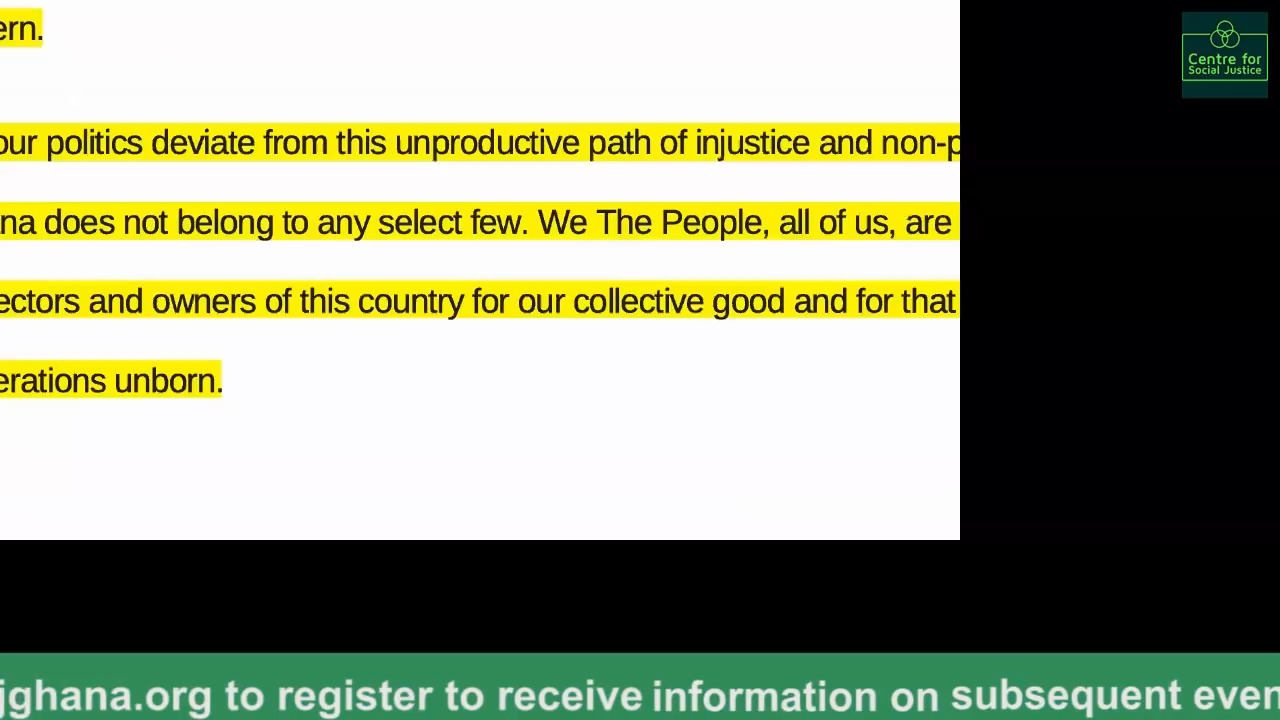 ern.
Centre for
Social Justice
our politics deviate from this unproductive path of injustice and non-p
na does not belong to any select few. We The People, all of us, are
ectors and owners of this country for our collective good and for that
erations unborn.
jghana.org to register to receive information on subsequent even